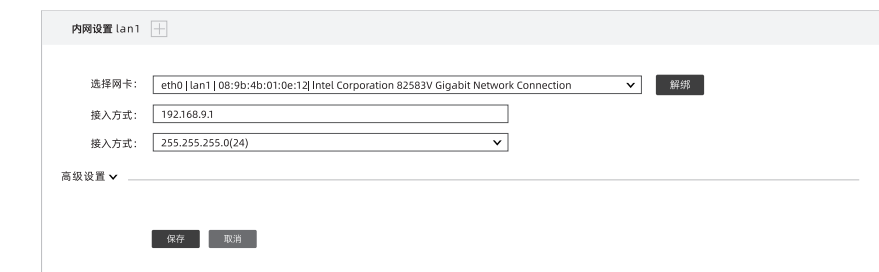 内网设置 lan1
选择网卡： eth0 | lan1 | 08:9b:4b:01:0e:12| Intel Corporation 82583V Gigabit Network Connection 解绑
接入方式： 192.168.9.1
接入方式： 255.255.255.0(24)
高级设置
保存 取消